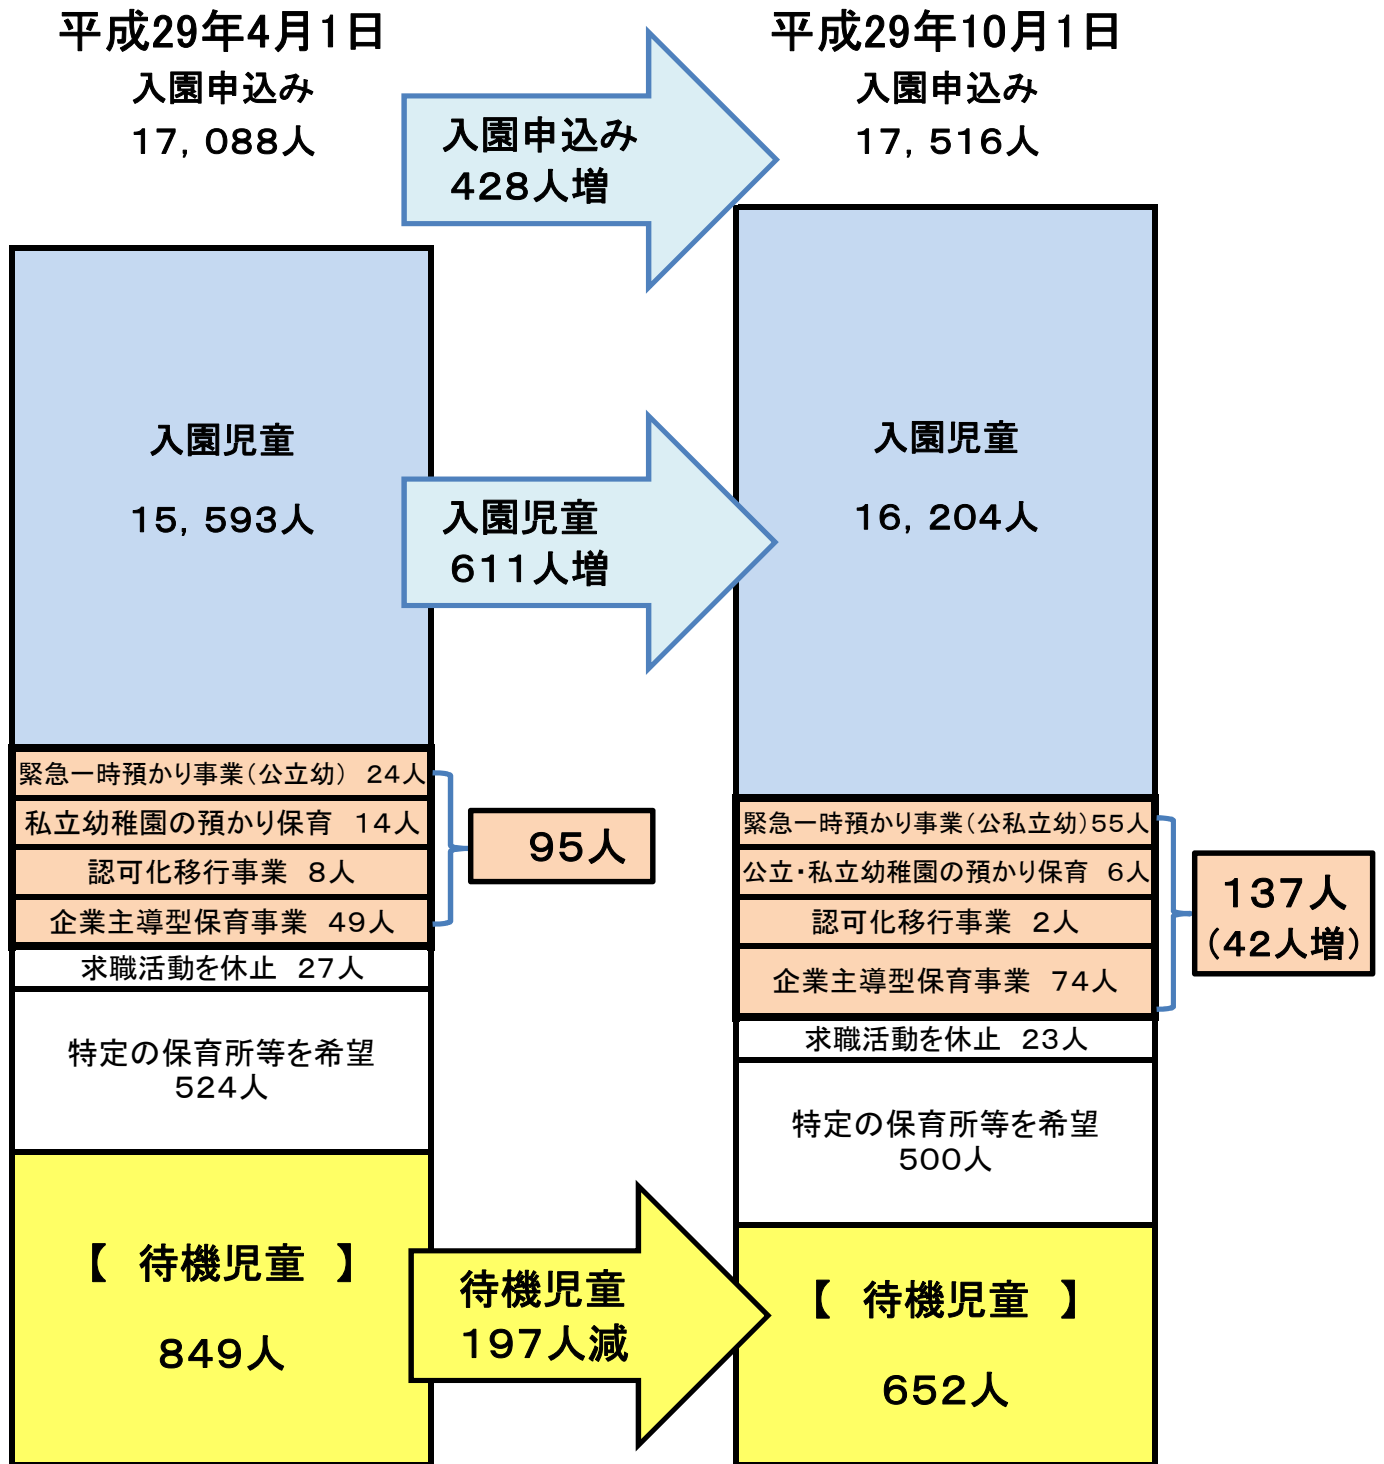 平成29年4月1日
入園申込み
17,088人
入園申込み
428人増
平成29年10月1日
入園申込み
17,516人
入園児童
15,593人
入園児童
611人増
入園児童
16,204人
緊急一時預かり事業(公立幼) 24人
私立幼稚園の預かり保育 14人
認可化移行事業 8人
企業主導型保育事業 49人
95人
求職活動を休止 27人
特定の保育所等を希望
524人
緊急一時預かり事業(公私立幼)55人
公立・私立幼稚園の預かり保育 6人
認可化移行事業 2人
企業主導型保育事業 74人
137人
(42人増)
求職活動を休止 23人
特定の保育所等を希望
500人
【 待機児童 】
849人
待機児童
197人減
【 待機児童 】
652人